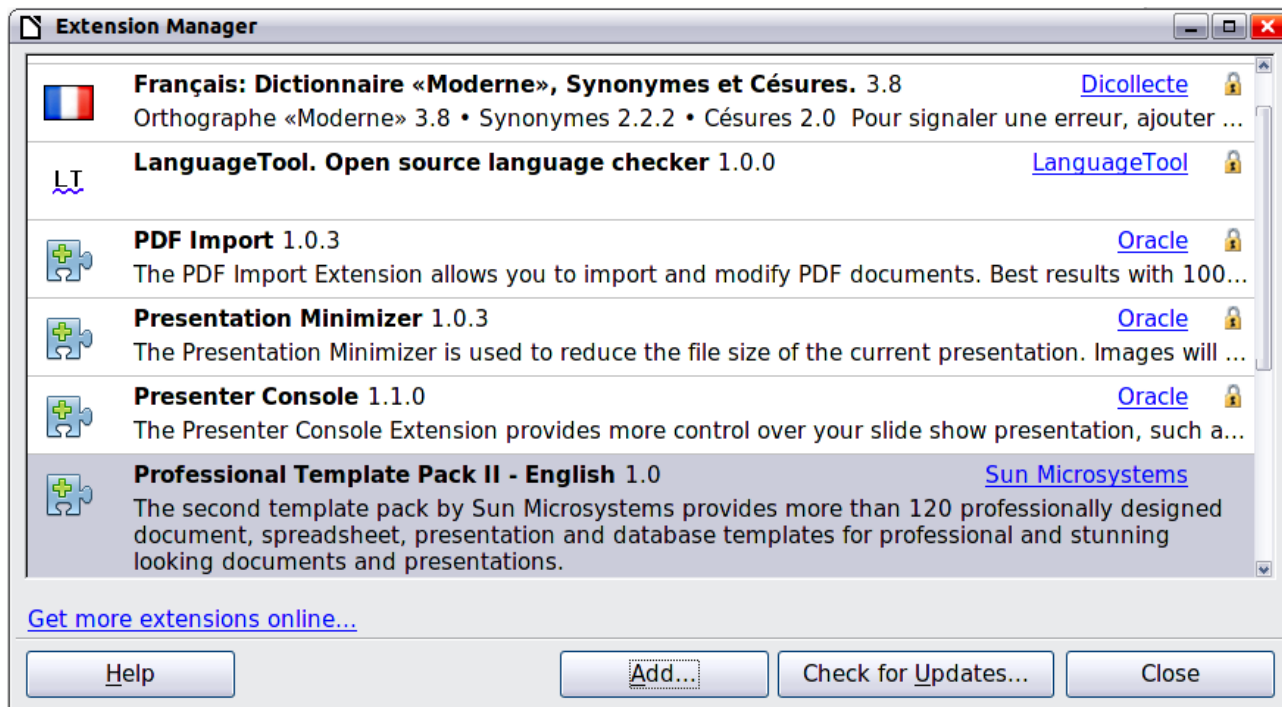 Extension Manager
Français: Dictionnaire «Moderne», Synonymes et Césures. 3.8 Dicollecte
Orthographe «Moderne» 3.8 • Synonymes 2.2.2 • Césures 2.0 Pour signaler une erreur, ajouter ...
LT
LanguageTool. Open source language checker 1.0.0 LanguageTool
PDF Import 1.0.3 Oracle
The PDF Import Extension allows you to import and modify PDF documents. Best results with 100...
Presentation Minimizer 1.0.3 Oracle
The Presentation Minimizer is used to reduce the file size of the current presentation. Images will ...
Presenter Console 1.1.0 Oracle
The Presenter Console Extension provides more control over your slide show presentation, such a...
Professional Template Pack II - English 1.0 Sun Microsystems
The second template pack by Sun Microsystems provides more than 120 professionally designed
document, spreadsheet, presentation and database templates for professional and stunning
looking documents and presentations.
Get more extensions online...
Help Add... Check for Updates... Close